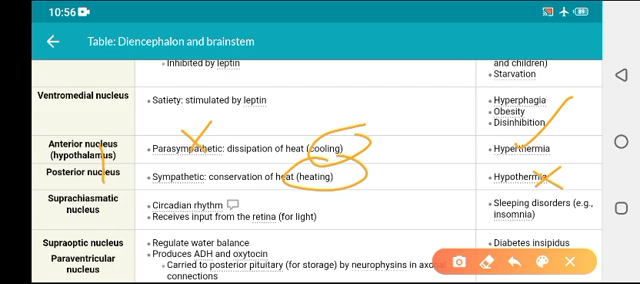 10:56
89
Table: Diencephalon and brainstem
Inhibited by leptin
and children)
• Starvation
Ventromedial nucleus
• Satiety: stimulated by leptin
• Hyperphagia
• Obesity
• Disinhibition
Anterior nucleus
(hypothalamus)
• Parasympathetic: dissipation of heat (cooling)
• Hyperthermia
Posterior nucleus
• Sympathetic: conservation of heat (heating)
• Hypothermia
Suprachiasmatic
nucleus
• Circadian rhythm
• Receives input from the retina (for light)
• Sleeping disorders (e.g.,
insomnia)
Supraoptic nucleus
Paraventricular
nucleus
• Regulate water balance
• Produces ADH and oxytocin
Carried to posterior pituitary (for storage) by neurophysins in
connections
• Diabetes insipidus